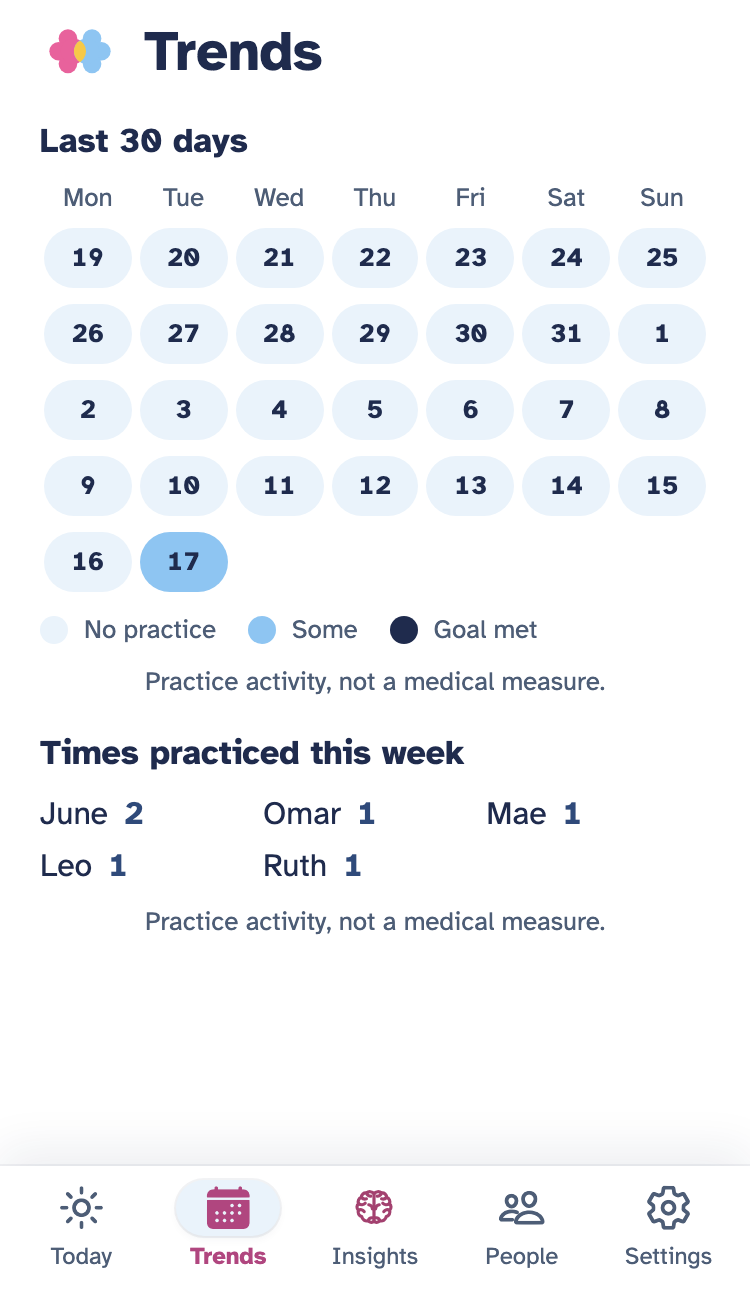 Trends
Last 30 days
Mon Tue Wed Thu Fri Sat Sun
19 20 21 22 23 24 25
26 27 28 29 30 31 1
2 3 4 5 6 7 8
9 10 11 12 13 14 15
16 17
No practice Some Goal met
Practice activity, not a medical measure.
Times practiced this week
June 2 Omar 1 Mae 1
Leo 1 Ruth 1
Practice activity, not a medical measure.
Today Trends Insights People Settings